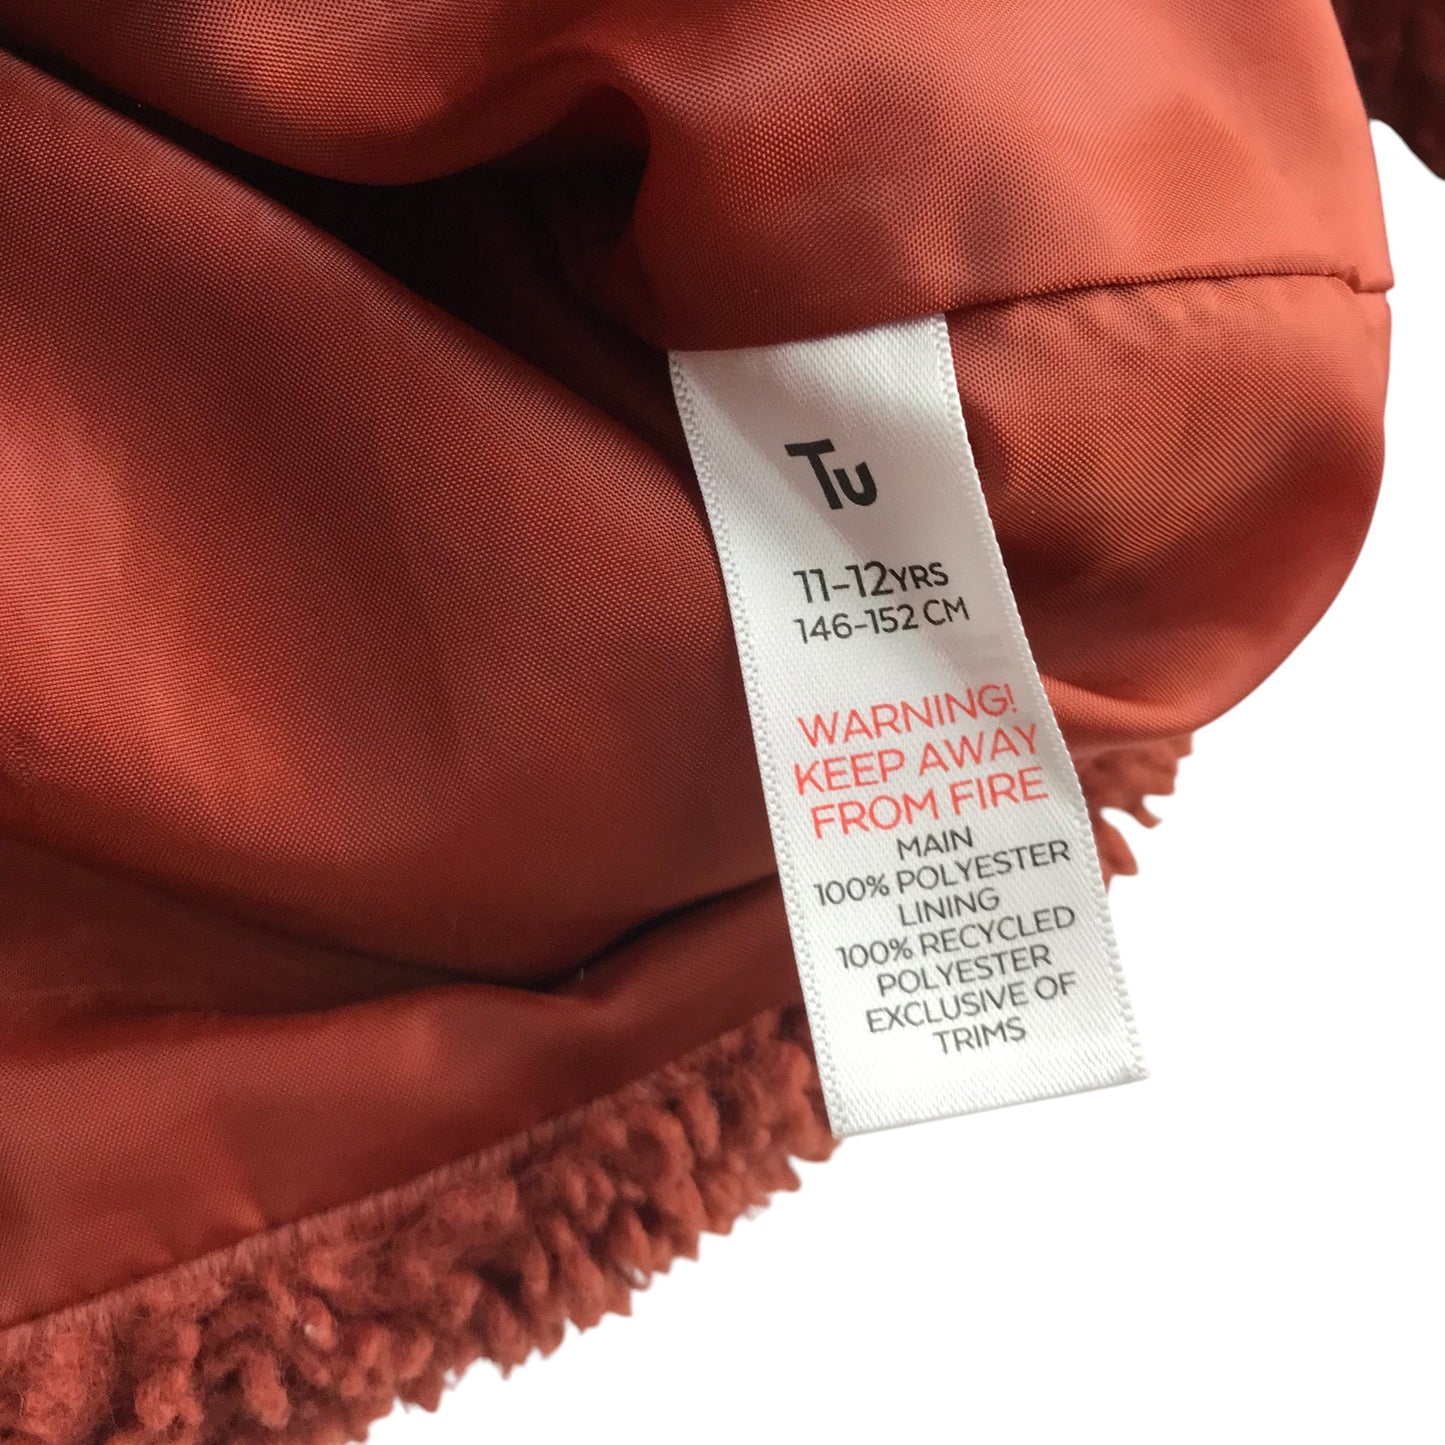 Tu
11-12YRS
146-152 CM
WARNING!
KEEP AWAY
FROM FIRE
MAIN
100% POLYESTER
LINING
100% RECYCLED
POLYESTER
EXCLUSIVE OF
TRIMS